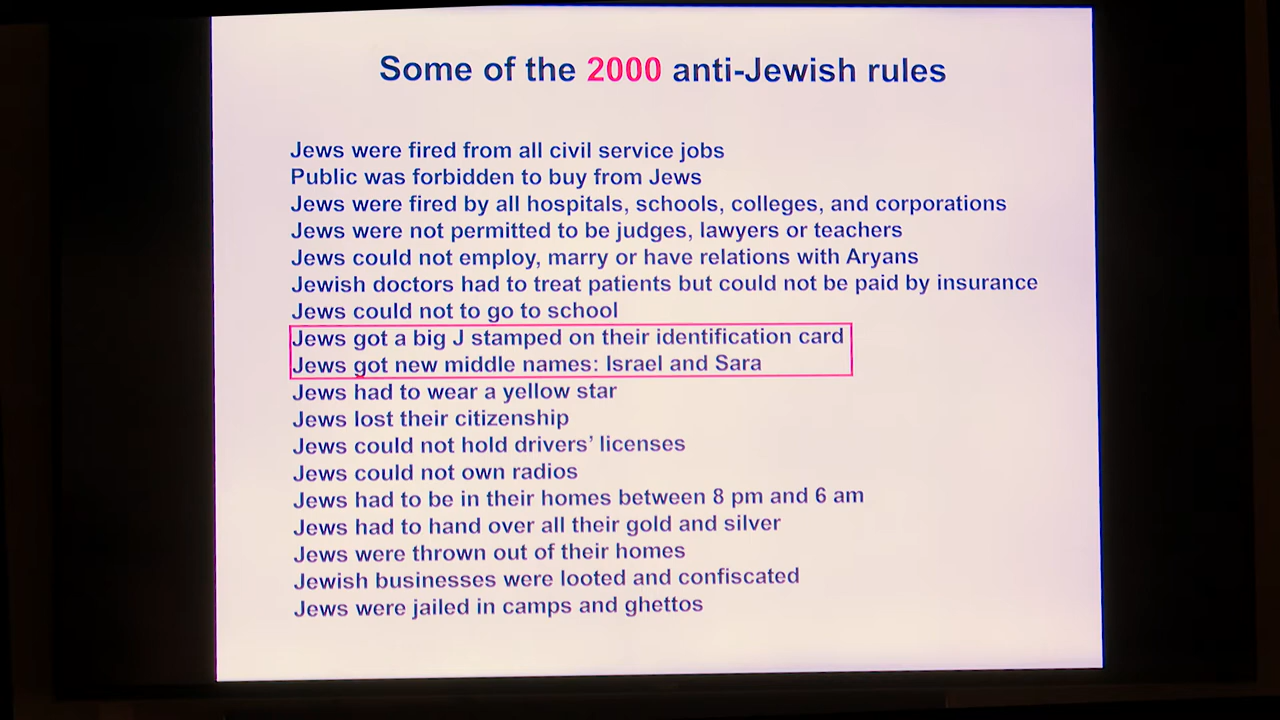 Some of the 2000 anti-Jewish rules
Jews were fired from all civil service jobs
Public was forbidden to buy from Jews
Jews were fired by all hospitals, schools, colleges, and corporations
Jews were not permitted to be judges, lawyers or teachers
Jews could not employ, marry or have relations with Aryans
Jewish doctors had to treat patients but could not be paid by insurance
Jews could not to go to school
Jews got a big J stamped on their identification card
Jews got new middle names: Israel and Sara
Jews had to wear a yellow star
Jews lost their citizenship
Jews could not hold drivers’ licenses
Jews could not own radios
Jews had to be in their homes between 8 pm and 6 am
Jews had to hand over all their gold and silver
Jews were thrown out of their homes
Jewish businesses were looted and confiscated
Jews were jailed in camps and ghettos